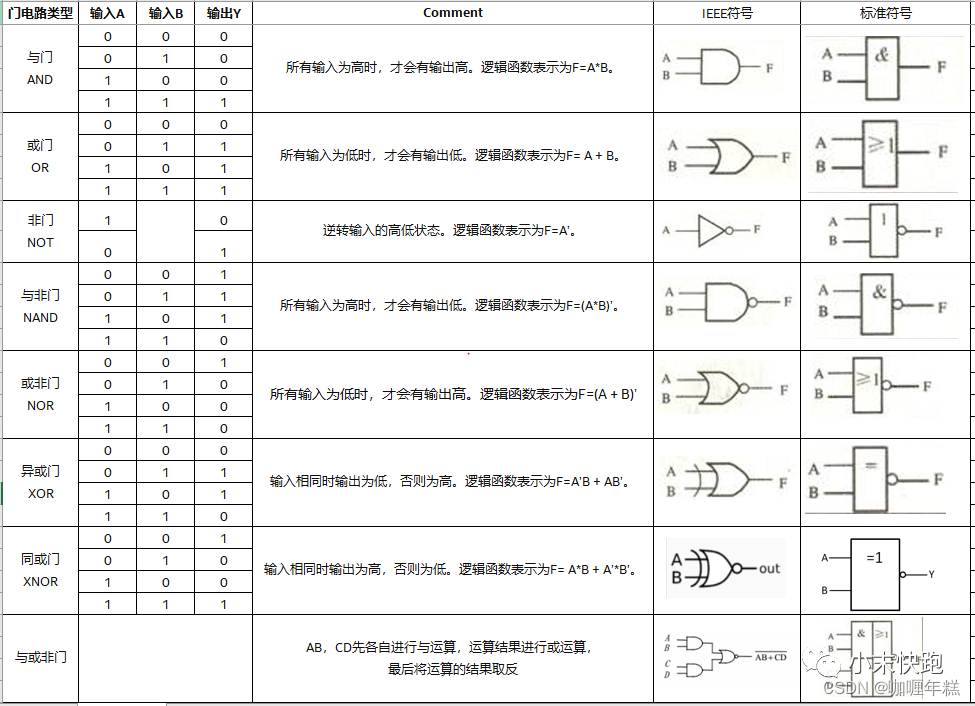 门电路类型 输入A 输入B 输出Y Comment IEEE符号 标准符号
与门
AND
0 0 0
0 1 0
1 0 0
1 1 1
所有输入为高时，才会有输出高。逻辑函数表示为F=A*B。
A
B
F
A
B
&
F
或门
OR
0 0 0
0 1 1
1 0 1
1 1 1
所有输入为低时，才会有输出低。逻辑函数表示为F= A + B。
A
B
F
A
B
≥1
F
非门
NOT
1 0
0 1
逆转输入的高低状态。逻辑函数表示为F=A’。
A
F
A
B
1
F
与非门
NAND
0 0 1
0 1 1
1 0 1
1 1 0
所有输入为高时，才会有输出低。逻辑函数表示为F=(A*B)’。
A
B
F
A
B
&
F
或非门
NOR
0 0 1
0 1 0
1 0 0
1 1 0
所有输入为低时，才会有输出高。逻辑函数表示为F=(A + B)’
A
B
F
A
B
≥1
F
异或门
XOR
0 0 0
0 1 1
1 0 1
1 1 0
输入相同时输出为低，否则为高。逻辑函数表示为F=A’B + AB’。
A
B
F
A
B
=
F
同或门
XNOR
0 0 1
0 1 0
1 0 0
1 1 1
输入相同时输出为高，否则为低。逻辑函数表示为F= A*B + A’*B’。
A
B
out
A
B
=1
Y
与或非门
AB，CD先各自进行与运算，运算结果进行或运算，
最后将运算的结果取反
A
B
C
D
AB+CD
A
B
& ≥1
小末快跑
CSDN @咖喱年糕